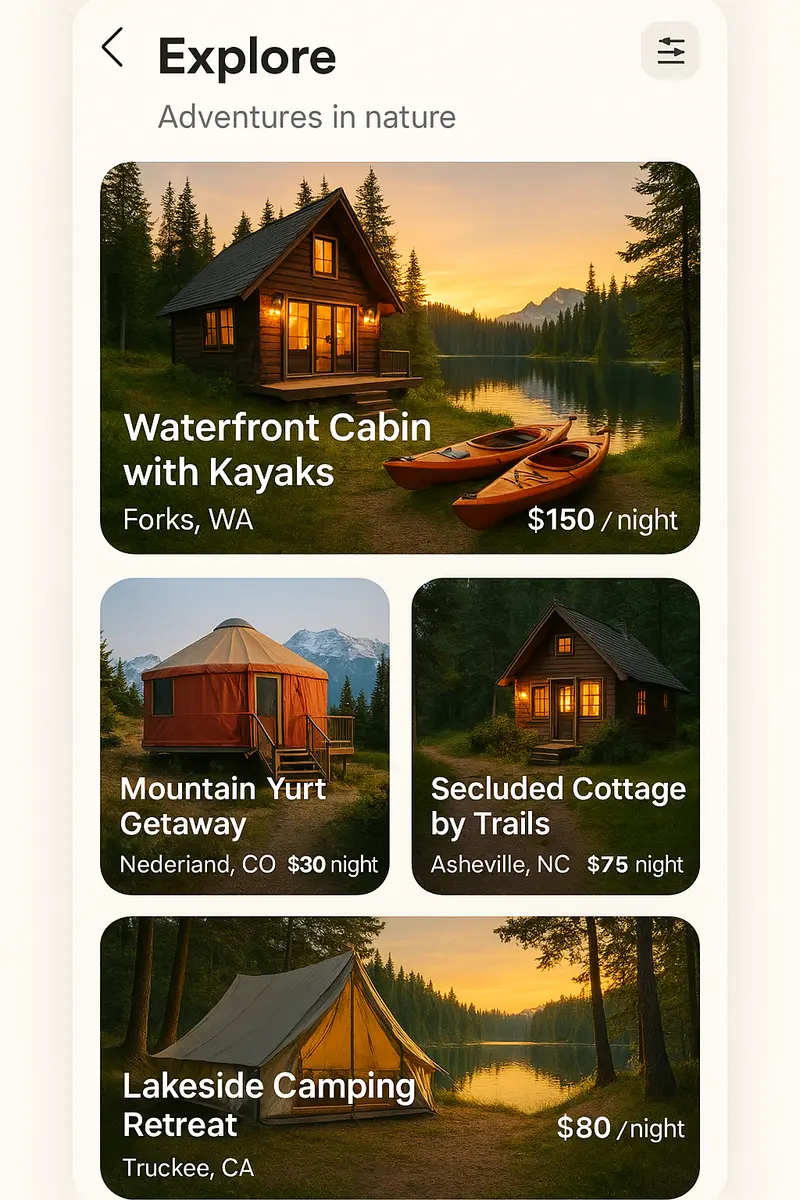 Explore
Adventures in nature
Waterfront Cabin
with Kayaks
Forks, WA
$150 / night
Mountain Yurt
Getaway
Nederiand, CO $30 night
Secluded Cottage
by Trails
Asheville, NC $75 night
Lakeside Camping
Retreat
$80 /night
Truckee, CA